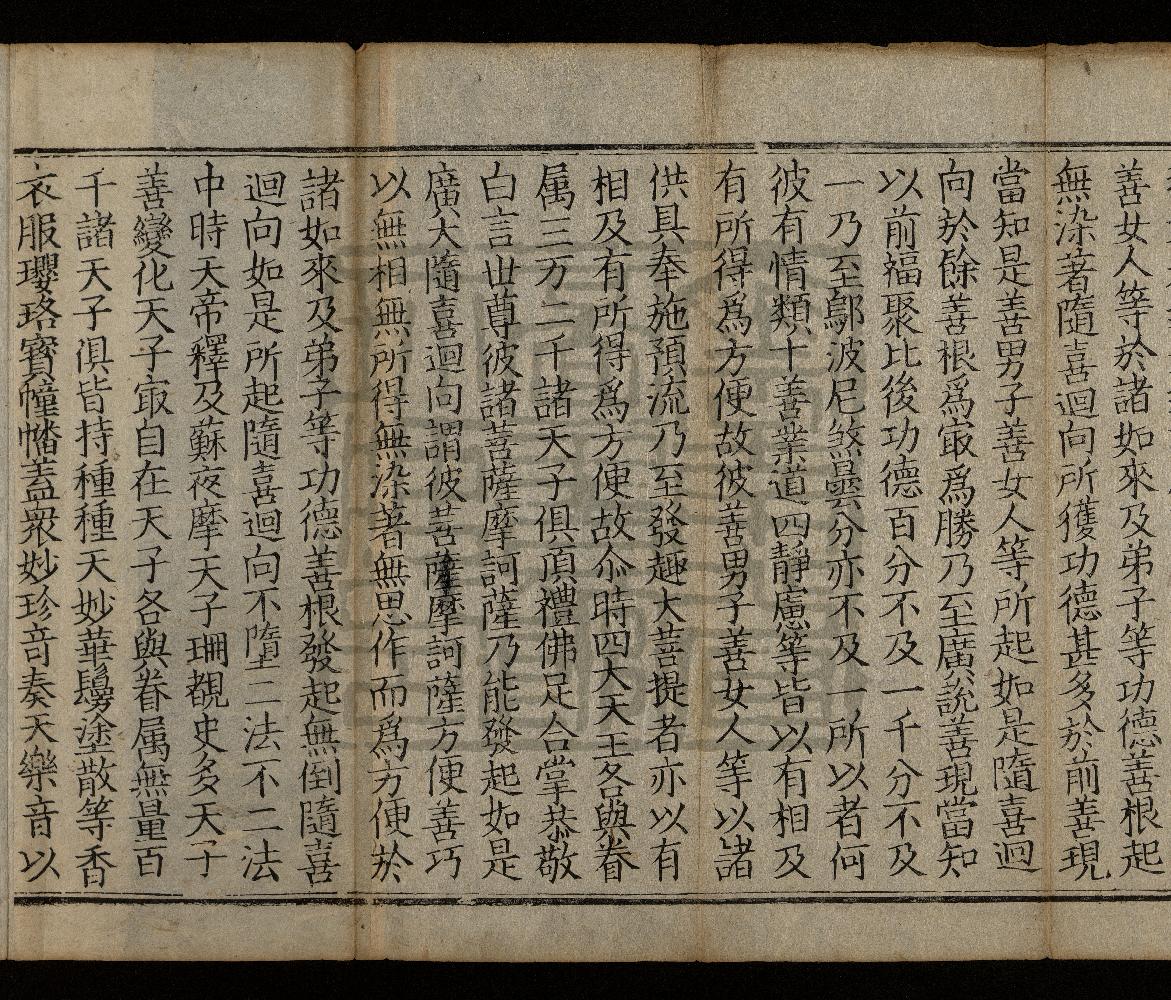 善女人等於諸如來及弟子等功德善根起
無染著隨喜迴向所獲功德甚多於前善現
當知是善男子善女人等所起如是隨喜迴
向於餘善根爲㝡爲勝乃至廣說善現當知
以前福聚比後功德百分不及一千分不及
一乃至鄔波尼煞曇分亦不及一所以者何
彼有情類十善業道四靜慮等皆以有相及
有所得爲方便故彼善男子善女人等以諸
供具奉施預流乃至發趣大菩提者亦以有
相及有所得爲方便故尒時四大天王各與眷
属三万二千諸天子俱頂禮佛足合掌恭敬
白言世尊彼諸菩薩摩訶薩乃能發起如是
廣大隨喜迴向謂彼菩薩摩訶薩方便善巧
以無相無所得無染著無思作而爲方便於
諸如來及弟子等功德善根發起無倒隨喜
迴向如是所起隨喜迴向不墮二法不二法
中時天帝釋及蘇夜摩天子珊覩史多天子
善變化天子㝡自在天子各與眷属無量百
千諸天子俱皆持種種天妙華鬘塗散等香
衣服瓔珞寶幢幡盖衆妙珍奇奏天樂音以